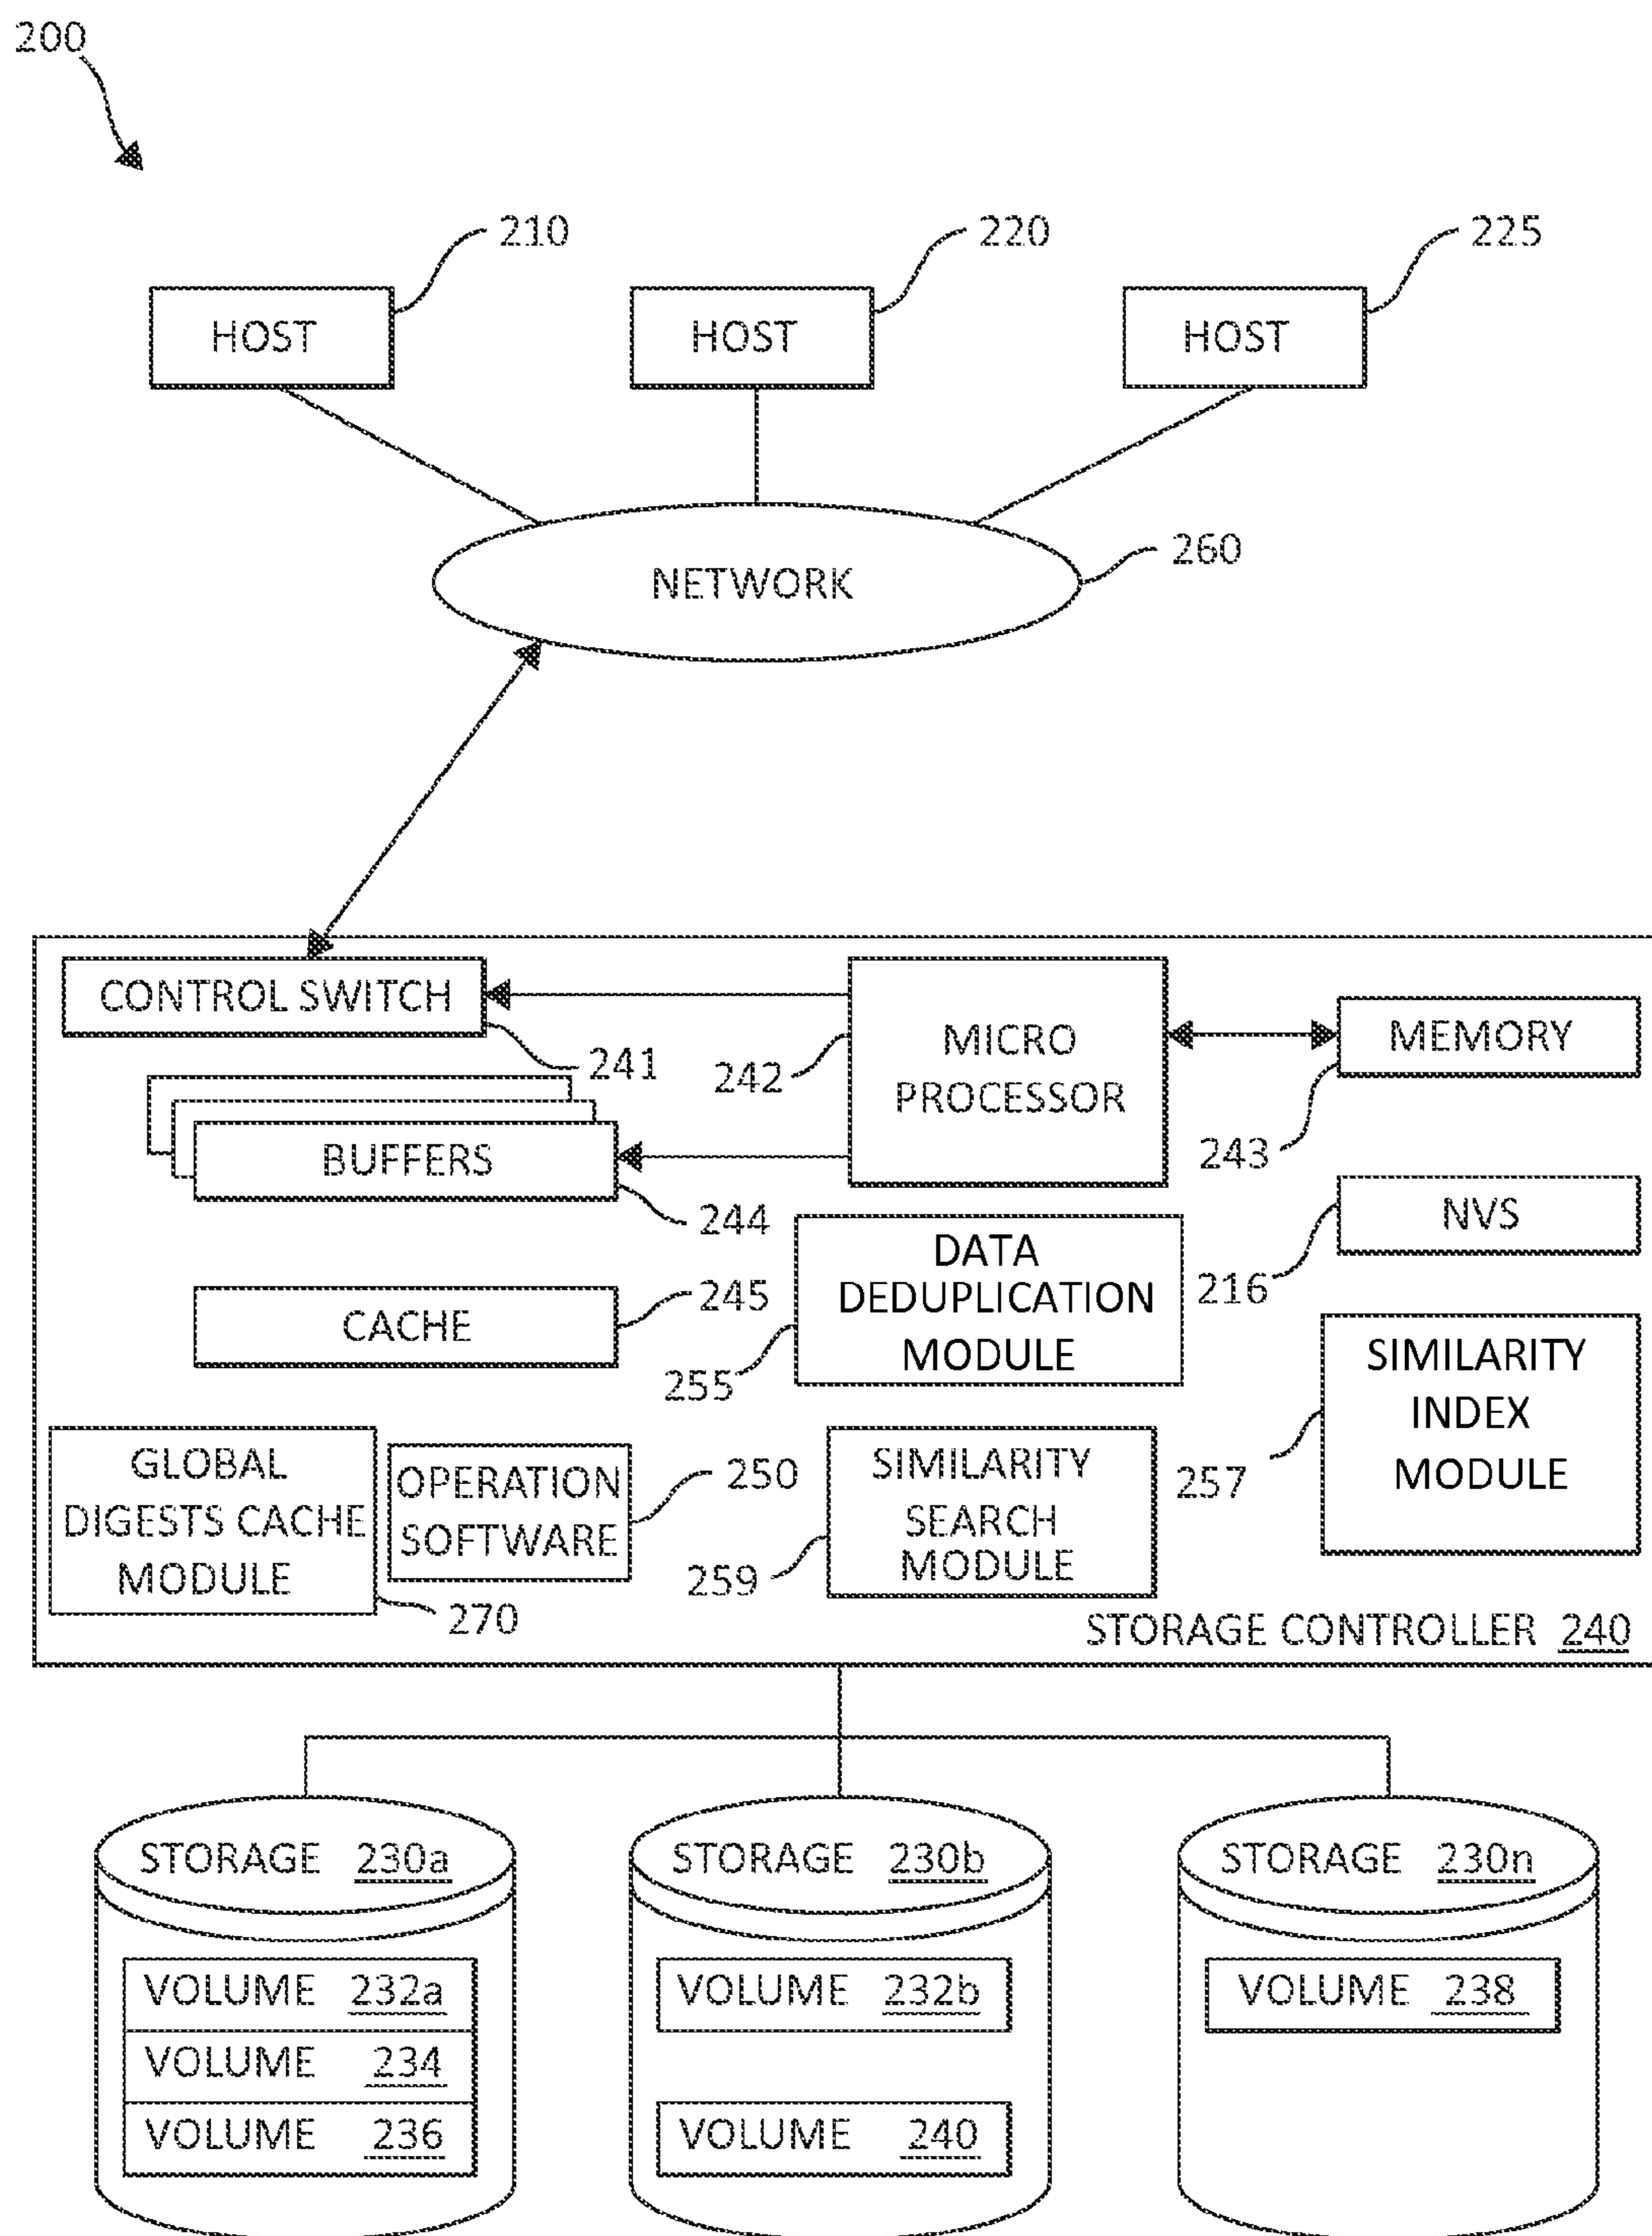 200
210
220
225
HOST
HOST
HOST
260
NETWORK
CONTROL SWITCH
241
242
MICRO
PROCESSOR
MEMORY
243
BUFFERS
244
NVS
216
DATA
DEDUPLICATION
MODULE
255
245
CACHE
SIMILARITY
INDEX
MODULE
257
GLOBAL
DIGESTS CACHE
MODULE
270
OPERATION
SOFTWARE
250
SIMILARITY
SEARCH
MODULE
259
STORAGE CONTROLLER 240
STORAGE 230a
STORAGE 230b
STORAGE 230n
VOLUME 232a
VOLUME 234
VOLUME 236
VOLUME 232b
VOLUME 240
VOLUME 238